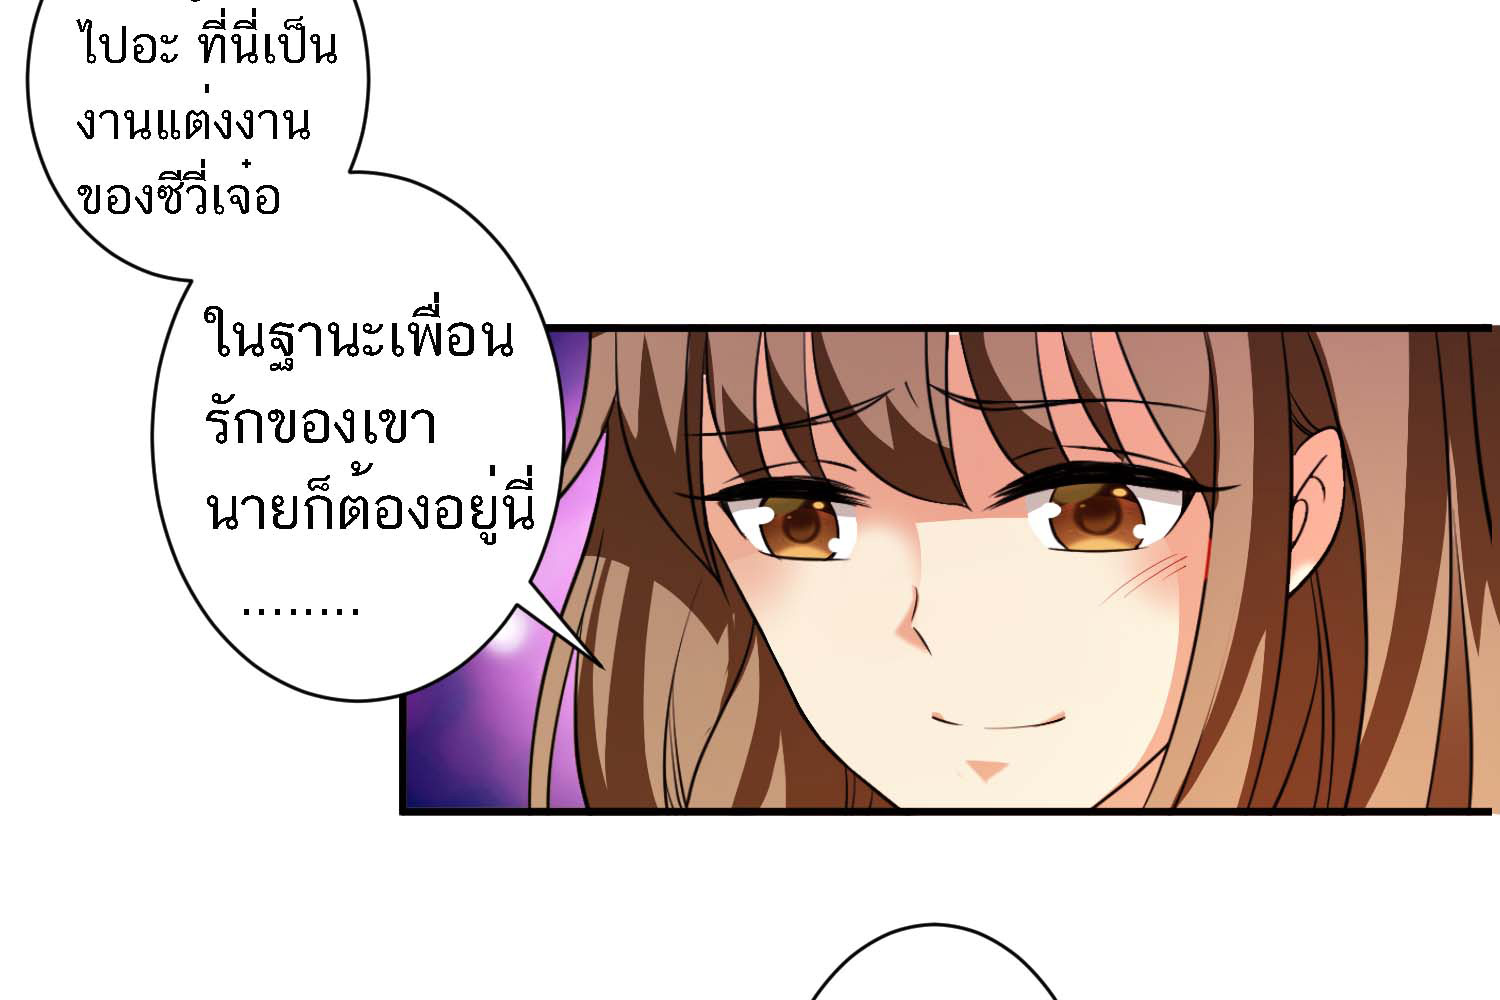 ไปอะ ที่นี่เป็น
งานแต่งงาน
ของซีวี่เจ๋อ
ในฐานะเพื่อน
รักของเขา
นายก็ต้องอยู่นี่
........